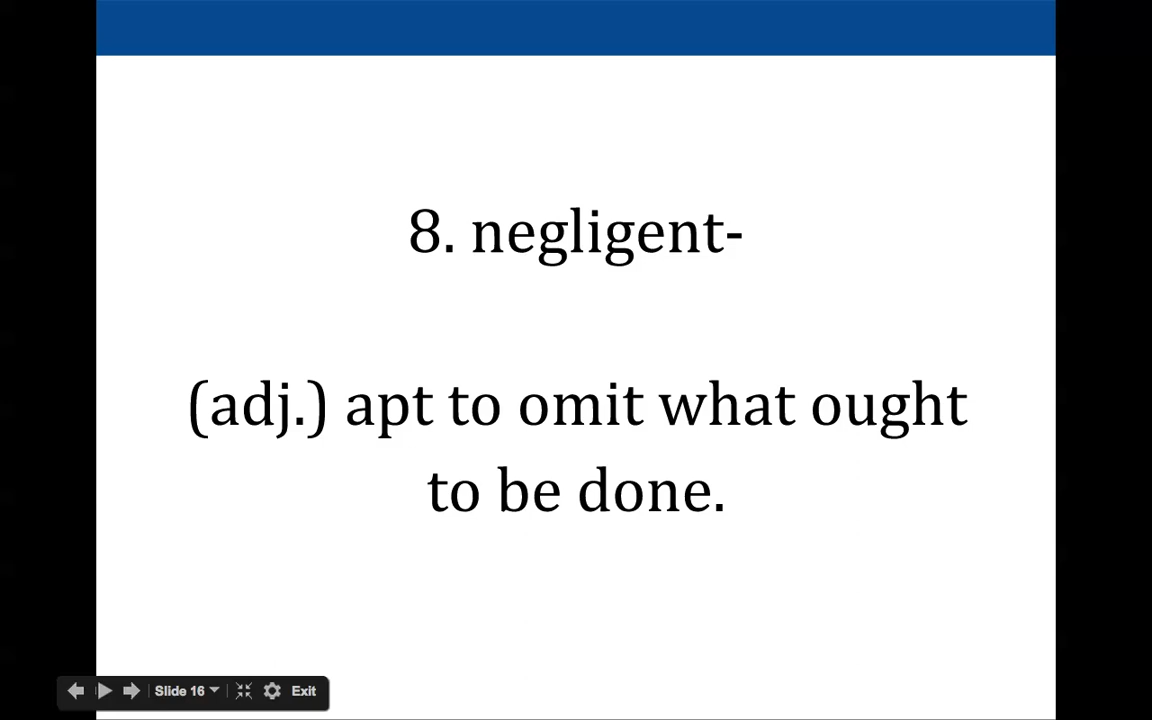 8. negligent-
(adj.) apt to omit what ought
to be done.
Slide 16
Exit